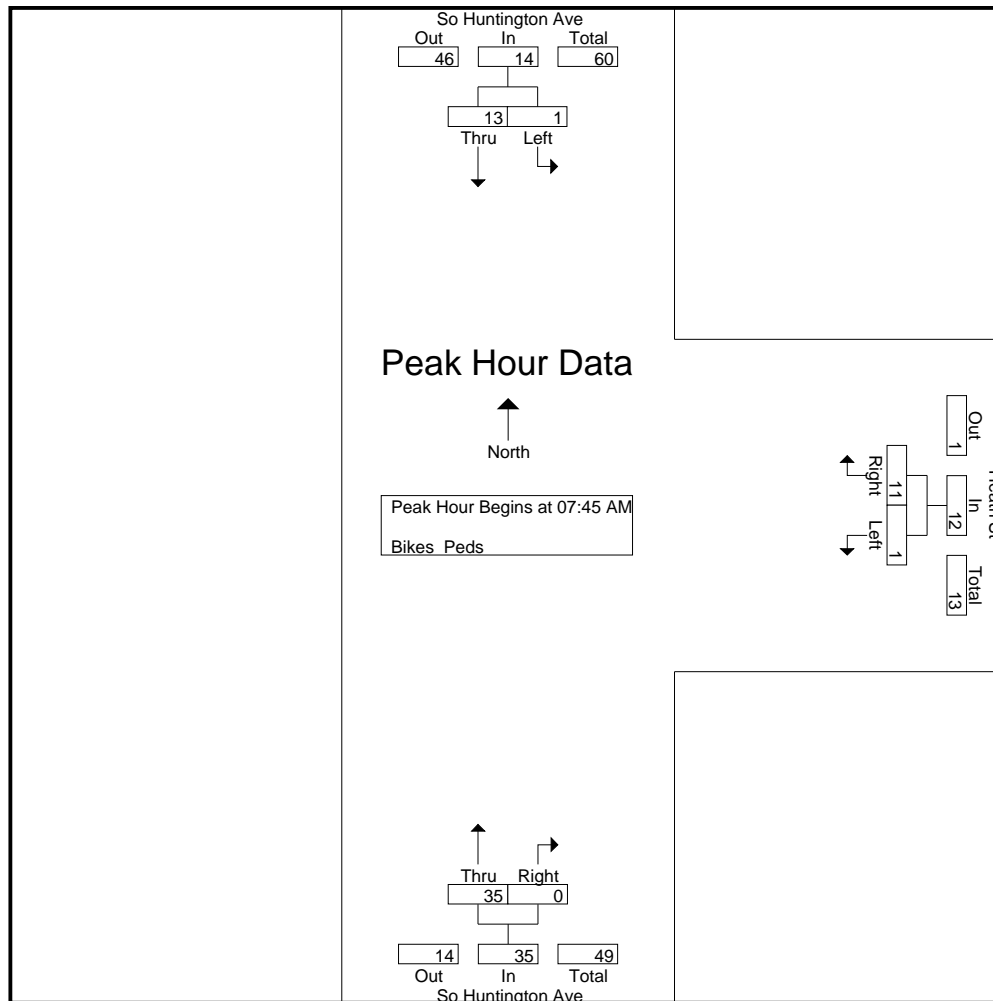 So Huntington Ave
Out In Total
46 14 60
13 1
Thru Left
Peak Hour Data
North
Peak Hour Begins at 07:45 AM
Bikes Peds
Right Left
11 1
Out In Total
1 12 13
Thru Right
35 0
14 35 49
Out In Total
So Huntington Ave